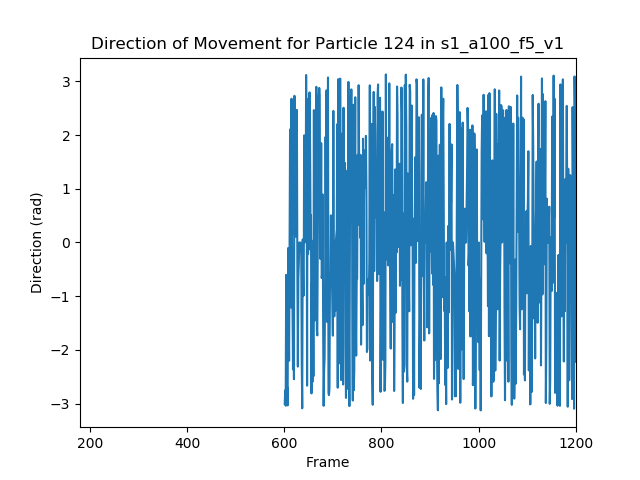 Direction of Movement for Particle 124 in s1_a100_f5_v1
3
2
1
0
−1
−2
−3
Direction (rad)
200 400 600 800 1000 1200
Frame